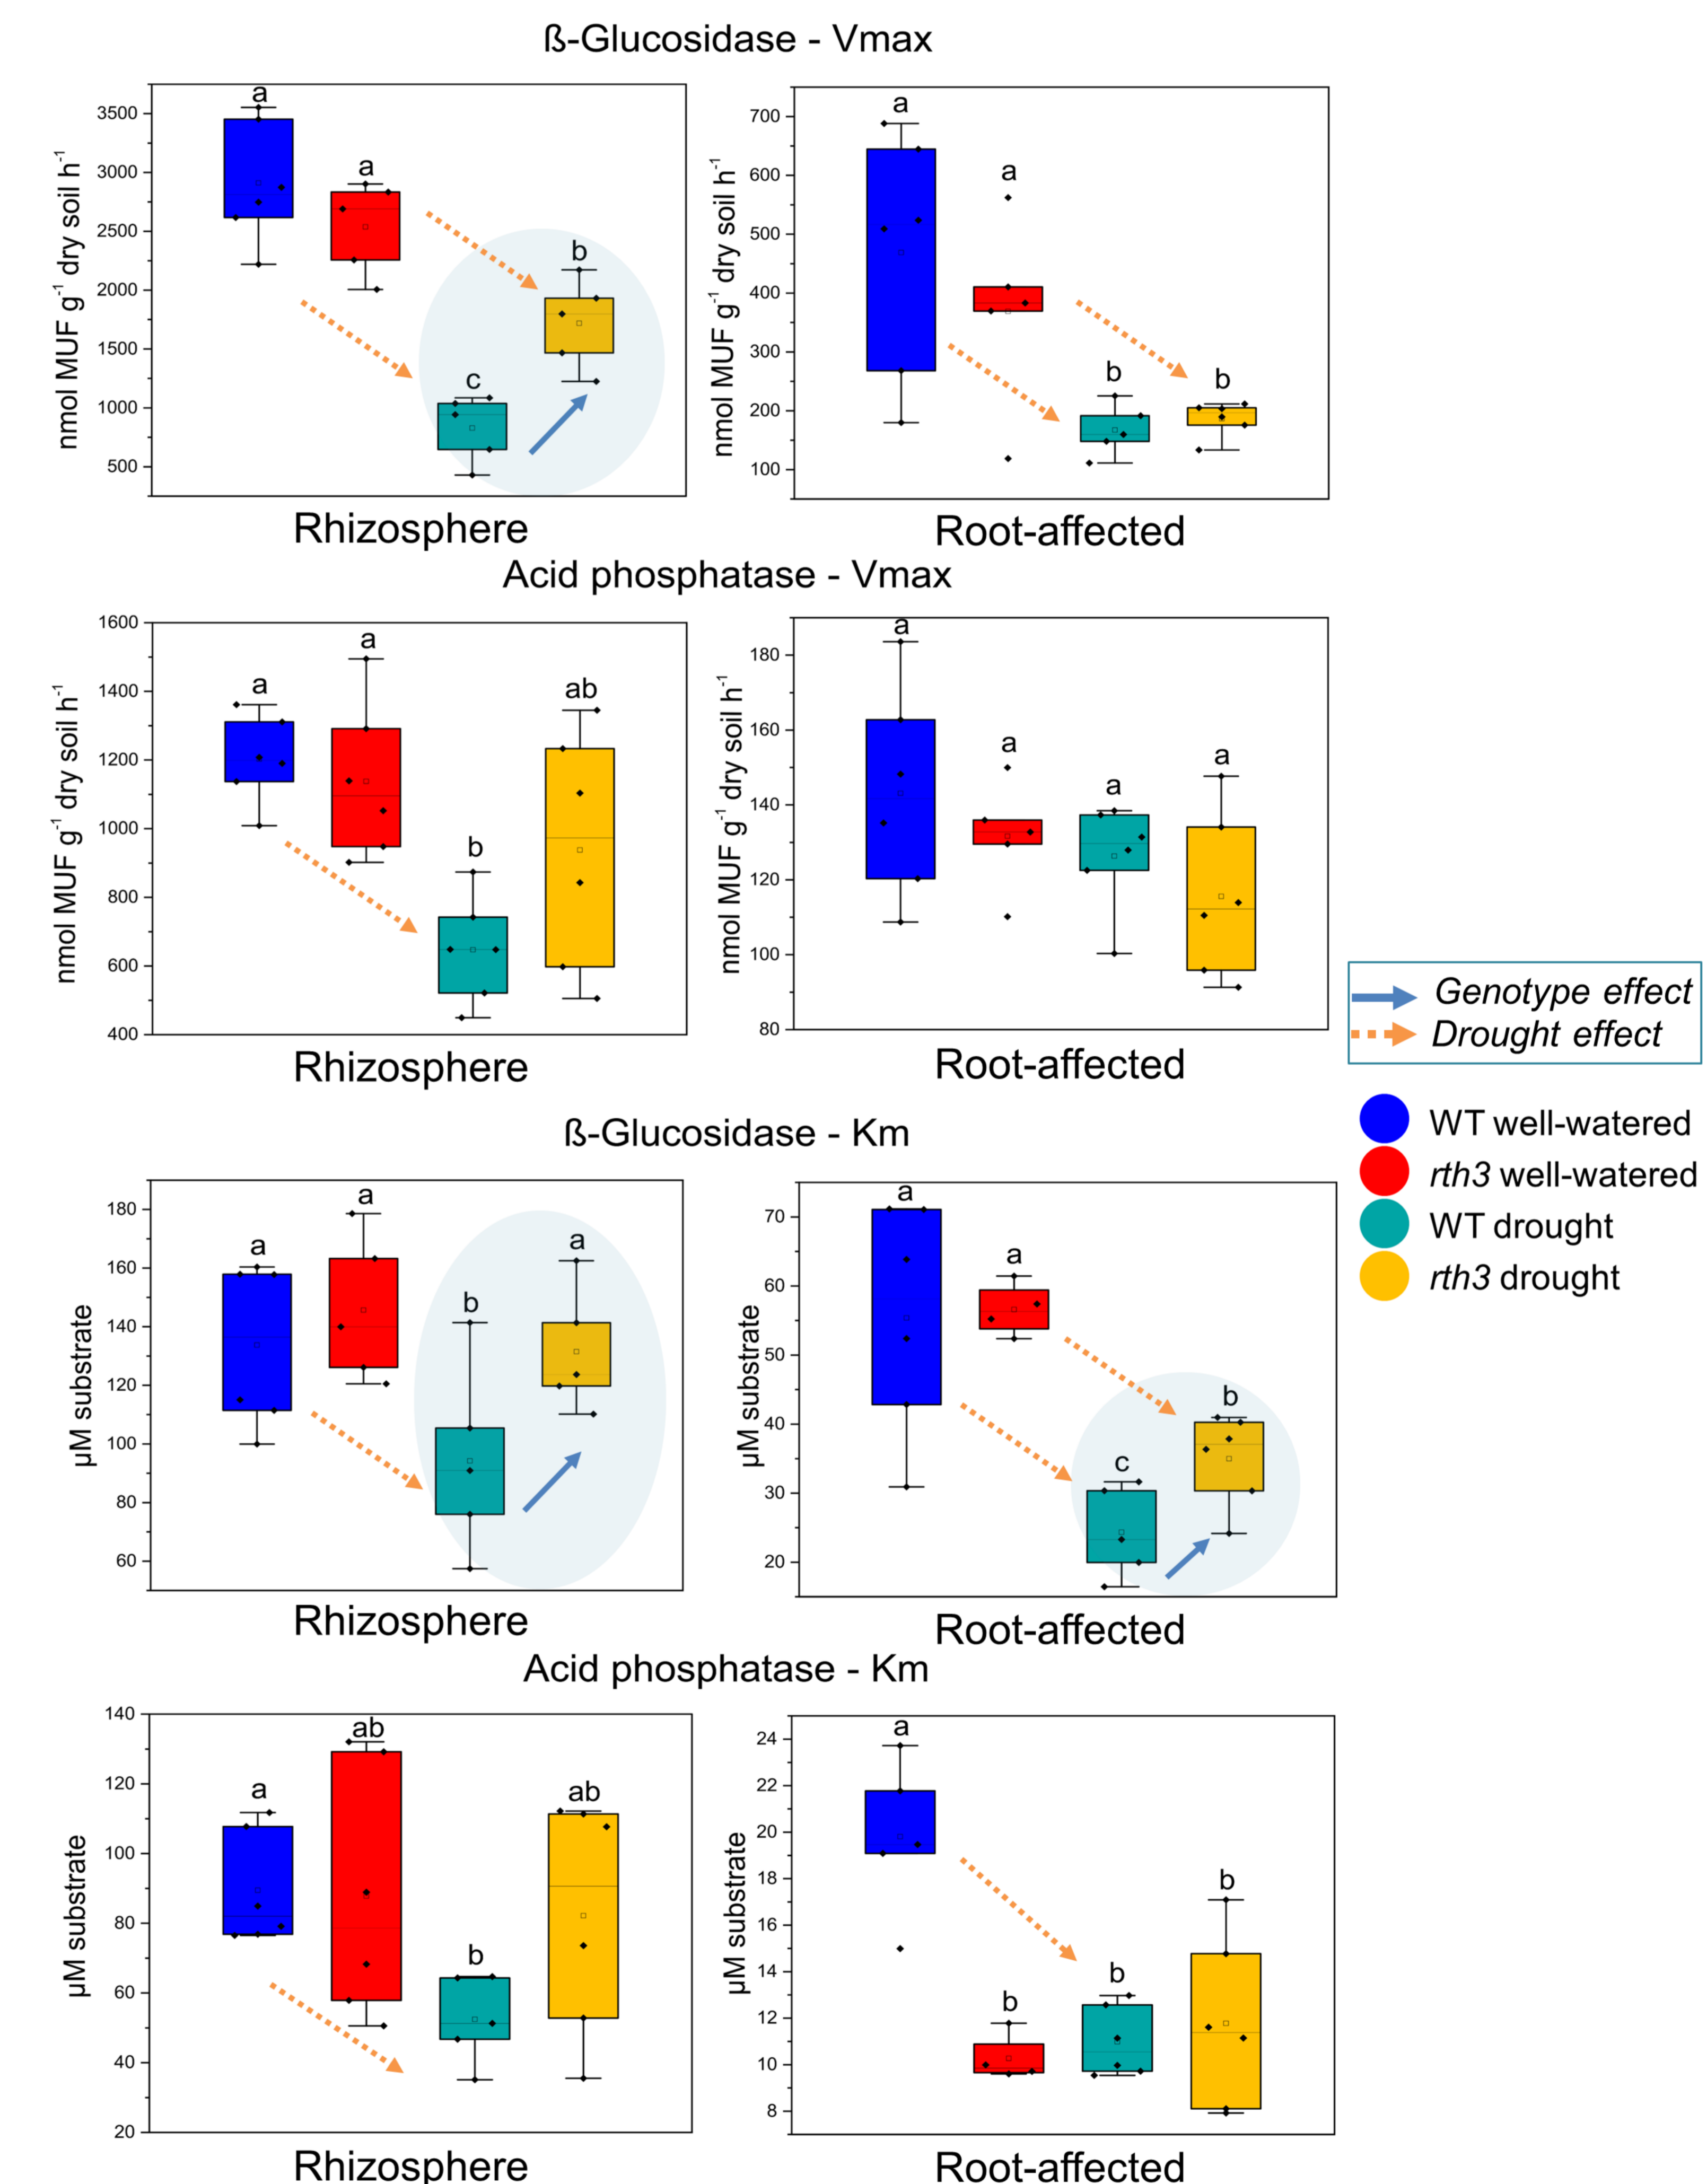 ß-Glucosidase - Vmax
nmol MUF g⁻¹ dry soil h⁻¹
3500
3000
2500
2000
1500
1000
500
a
a
c
b
Rhizosphere
nmol MUF g⁻¹ dry soil h⁻¹
700
600
500
400
300
200
100
a
a
b
b
Root-affected
Acid phosphatase - Vmax
nmol MUF g⁻¹ dry soil h⁻¹
1600
1400
1200
1000
800
600
400
a
a
b
ab
Rhizosphere
nmol MUF g⁻¹ dry soil h⁻¹
180
160
140
120
100
80
a
a
a
a
Root-affected
Genotype effect
Drought effect
WT well-watered
rth3 well-watered
WT drought
rth3 drought
ß-Glucosidase - Km
µM substrate
180
160
140
120
100
80
60
a
a
b
a
Rhizosphere
µM substrate
70
60
50
40
30
20
a
a
c
b
Root-affected
Acid phosphatase - Km
µM substrate
140
120
100
80
60
40
20
a
ab
b
ab
Rhizosphere
µM substrate
24
22
20
18
16
14
12
10
8
a
b
b
b
Root-affected